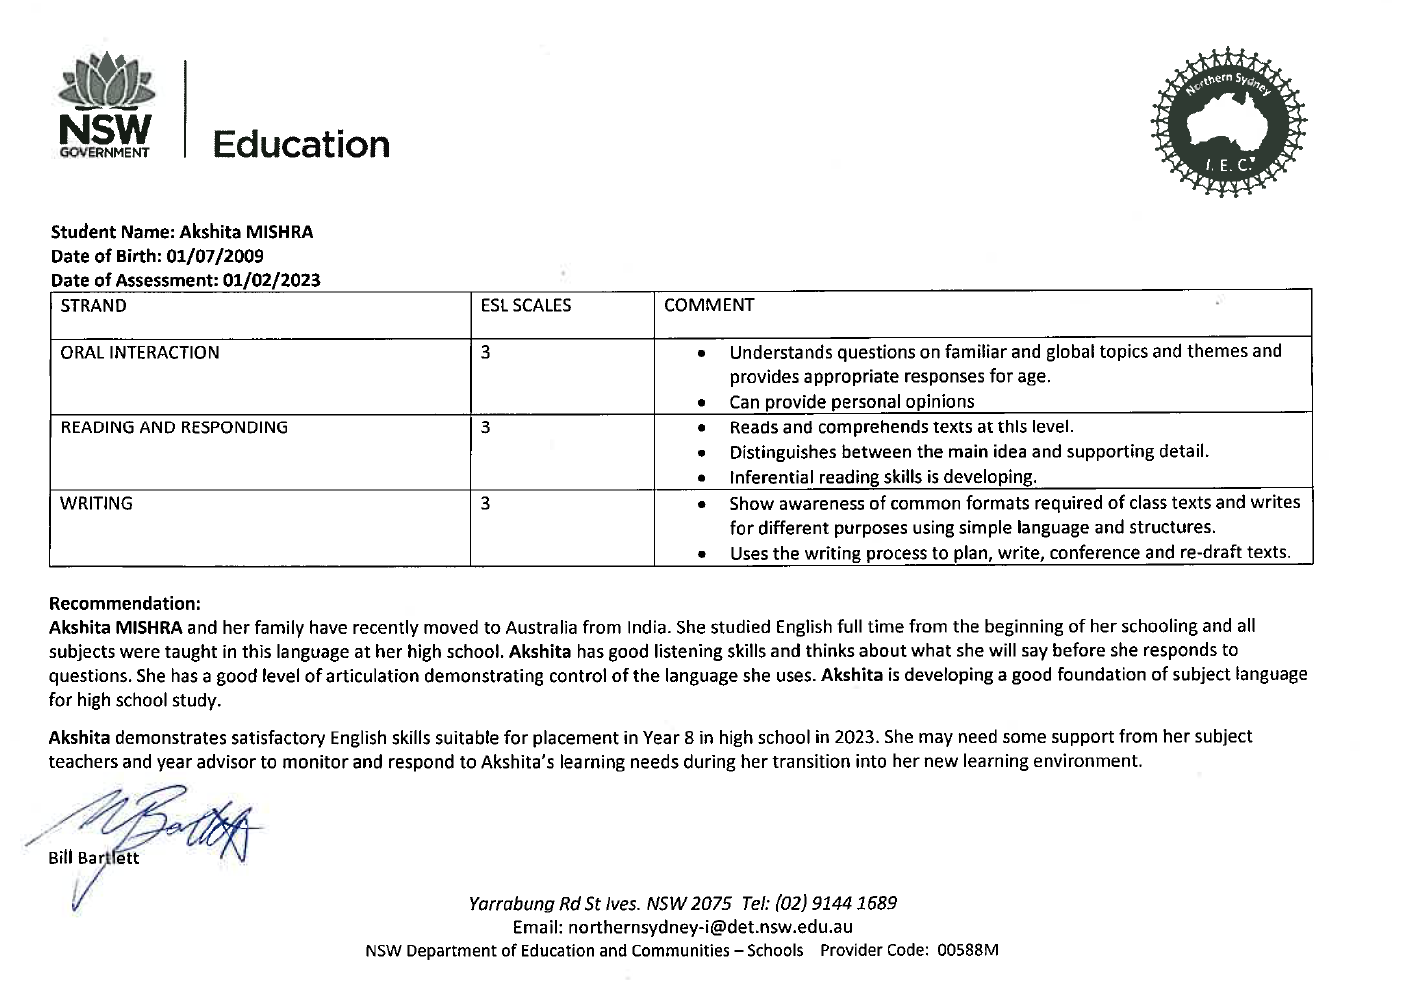 NSW
GOVERNMENT
Education
Northern Sydney
I. E. C.
Student Name: Akshita MISHRA
Date of Birth: 01/07/2009
Date of Assessment: 01/02/2023
STRAND ESL SCALES COMMENT
ORAL INTERACTION 3 • Understands questions on familiar and global topics and themes and
provides appropriate responses for age.
• Can provide personal opinions
READING AND RESPONDING 3 • Reads and comprehends texts at this level.
• Distinguishes between the main idea and supporting detail.
• Inferential reading skills is developing.
WRITING 3 • Show awareness of common formats required of class texts and writes
for different purposes using simple language and structures.
• Uses the writing process to plan, write, conference and re-draft texts.
Recommendation:
Akshita MISHRA and her family have recently moved to Australia from India. She studied English full time from the beginning of her schooling and all
subjects were taught in this language at her high school. Akshita has good listening skills and thinks about what she will say before she responds to
questions. She has a good level of articulation demonstrating control of the language she uses. Akshita is developing a good foundation of subject language
for high school study.
Akshita demonstrates satisfactory English skills suitable for placement in Year 8 in high school in 2023. She may need some support from her subject
teachers and year advisor to monitor and respond to Akshita's learning needs during her transition into her new learning environment.
Bill Bartlett
Yarrabung Rd St Ives. NSW 2075 Tel: (02) 9144 1689
Email: northernsydney-i@det.nsw.edu.au
NSW Department of Education and Communities – Schools Provider Code: 00588M